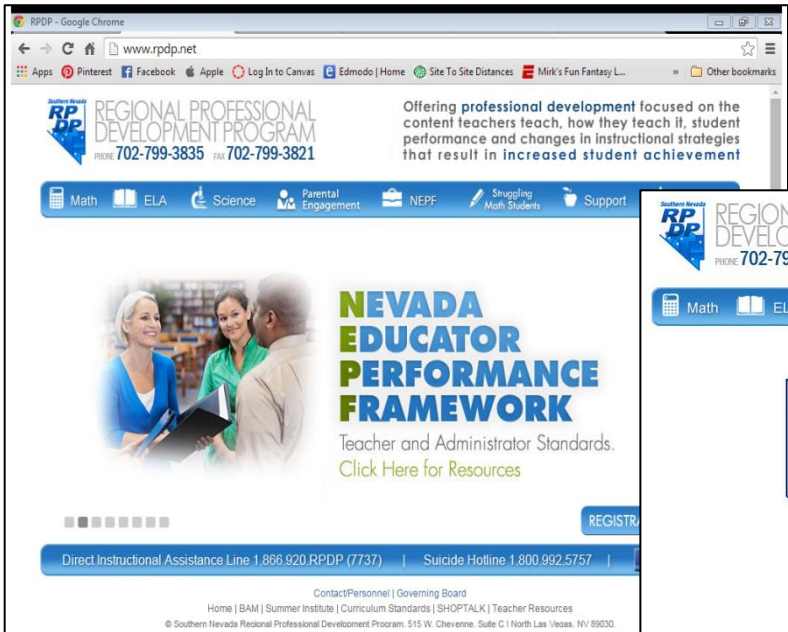 RPDP - Google Chrome
www.rpdp.net
Apps Pinterest Facebook Apple Log In to Canvas Edmodo | Home Site To Site Distances Mirk's Fun Fantasy L... » Other bookmarks
Southern Nevada
RPDP
REGIONAL PROFESSIONAL
DEVELOPMENT PROGRAM
PHONE 702-799-3835 FAX 702-799-3821
Offering professional development focused on the
content teachers teach, how they teach it, student
performance and changes in instructional strategies
that result in increased student achievement
Math ELA Science Parental Engagement NEPF Struggling Math Students Support
NEVADA
EDUCATOR
PERFORMANCE
FRAMEWORK
Teacher and Administrator Standards.
Click Here for Resources
REGISTRA
Direct Instructional Assistance Line 1.866.920.RPDP (7737) | Suicide Hotline 1.800.992.5757 |
Contact/Personnel | Governing Board
Home | BAM | Summer Institute | Curriculum Standards | SHOPTALK | Teacher Resources
© Southern Nevada Regional Professional Development Program. 515 W. Cheyenne. Suite C | North Las Vegas. NV 89030.
Southern Nevada
RPDP
REGION
DEVELO
PHONE 702-79
Math EL